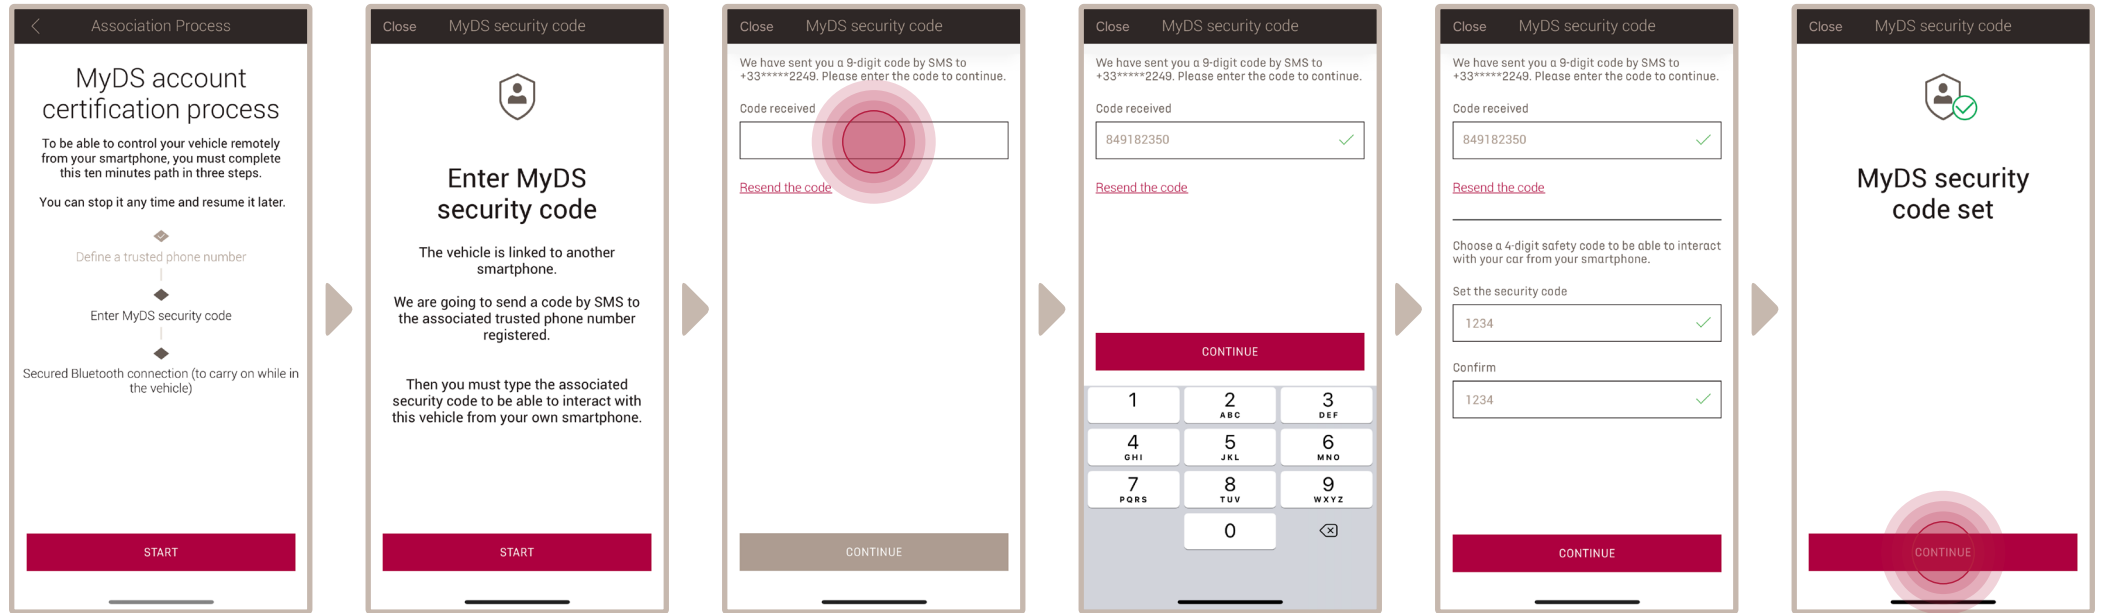 Association Process
MyDS account
certification process
To be able to control your vehicle remotely
from your smartphone, you must complete
this ten minutes path in three steps.
You can stop it any time and resume it later.
Define a trusted phone number
Enter MyDS security code
Secured Bluetooth connection (to carry on while in
the vehicle)
START
Close MyDS security code
Enter MyDS
security code
The vehicle is linked to another
smartphone.
We are going to send a code by SMS to
the associated trusted phone number
registered.
Then you must type the associated
security code to be able to interact with
this vehicle from your own smartphone.
START
Close MyDS security code
We have sent you a 9-digit code by SMS to
+33*****2249. Please enter the code to continue.
Code received
Resend the code
CONTINUE
Close MyDS security code
We have sent you a 9-digit code by SMS to
+33*****2249. Please enter the code to continue.
Code received
849182350
Resend the code
CONTINUE
1 2 3
ABC DEF
4 5 6
GHI JKL MNO
7 8 9
PQRS TUV WXYZ
0
Close MyDS security code
We have sent you a 9-digit code by SMS to
+33*****2249. Please enter the code to continue.
Code received
849182350
Resend the code
Choose a 4-digit safety code to be able to interact
with your car from your smartphone.
Set the security code
1234
Confirm
1234
CONTINUE
Close MyDS security code
MyDS security
code set
CONTINUE